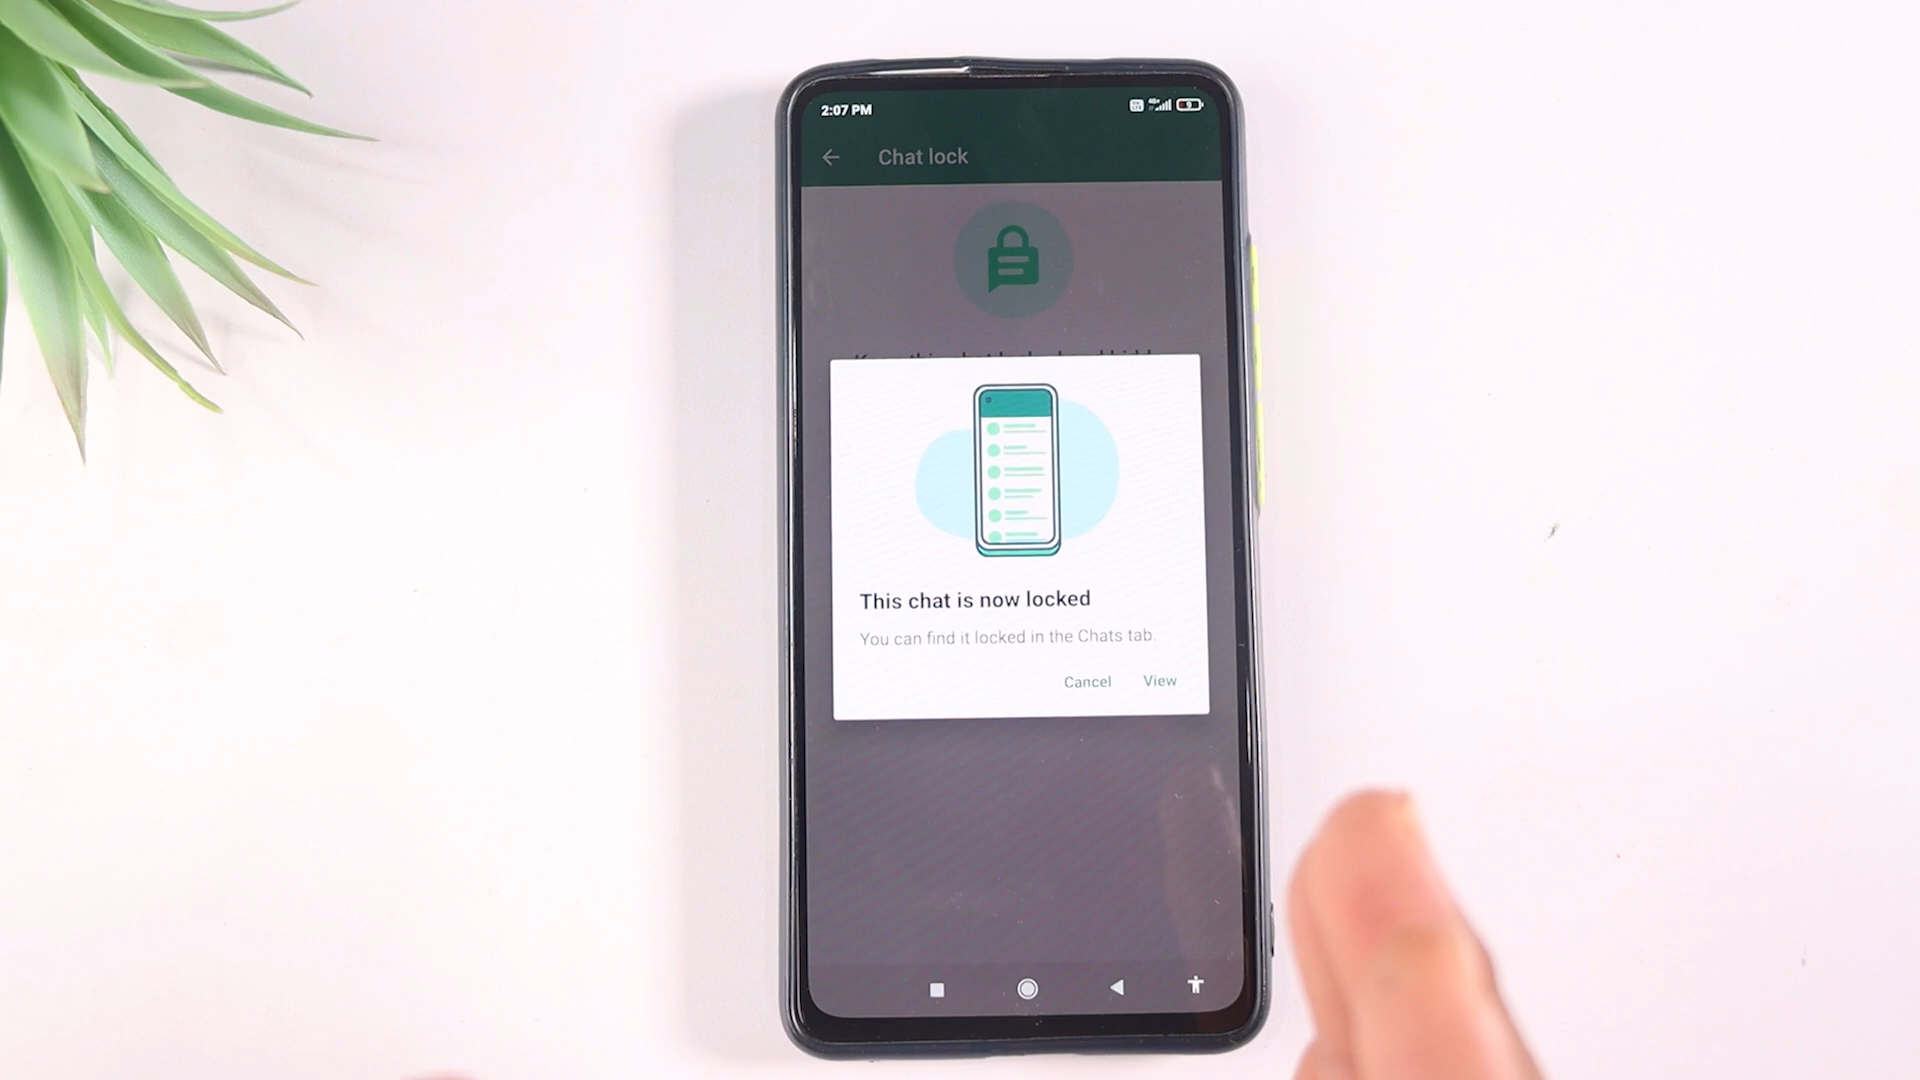 2:07 PM
9
Chat lock
This chat is now locked
You can find it locked in the Chats tab.
Cancel View